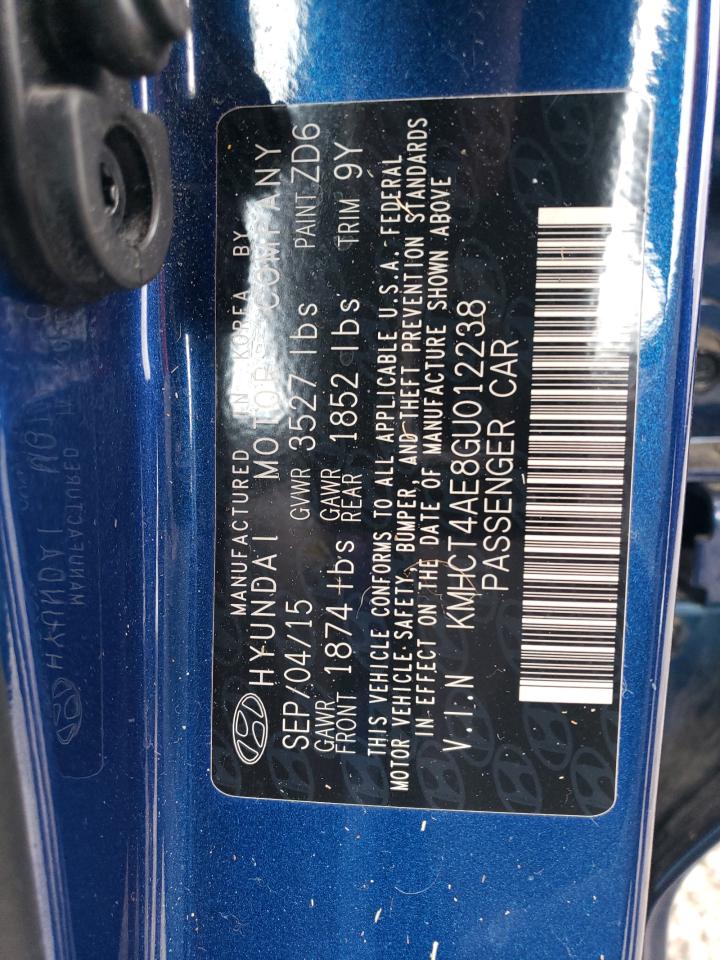 MANUFACTURED IN KOREA BY
HYUNDAI MOTOR COMPANY
SEP/04/15 GVWR 3527 lbs PAINT ZD6
GAWR FRONT 1874 lbs GAWR REAR 1852 lbs TRIM 9Y
THIS VEHICLE CONFORMS TO ALL APPLICABLE U.S.A. FEDERAL
MOTOR VEHICLE SAFETY, BUMPER, AND THEFT PREVENTION STANDARDS
IN EFFECT ON THE DATE OF MANUFACTURE SHOWN ABOVE
V.I.N KMHCT4AE8GU012238
PASSENGER CAR